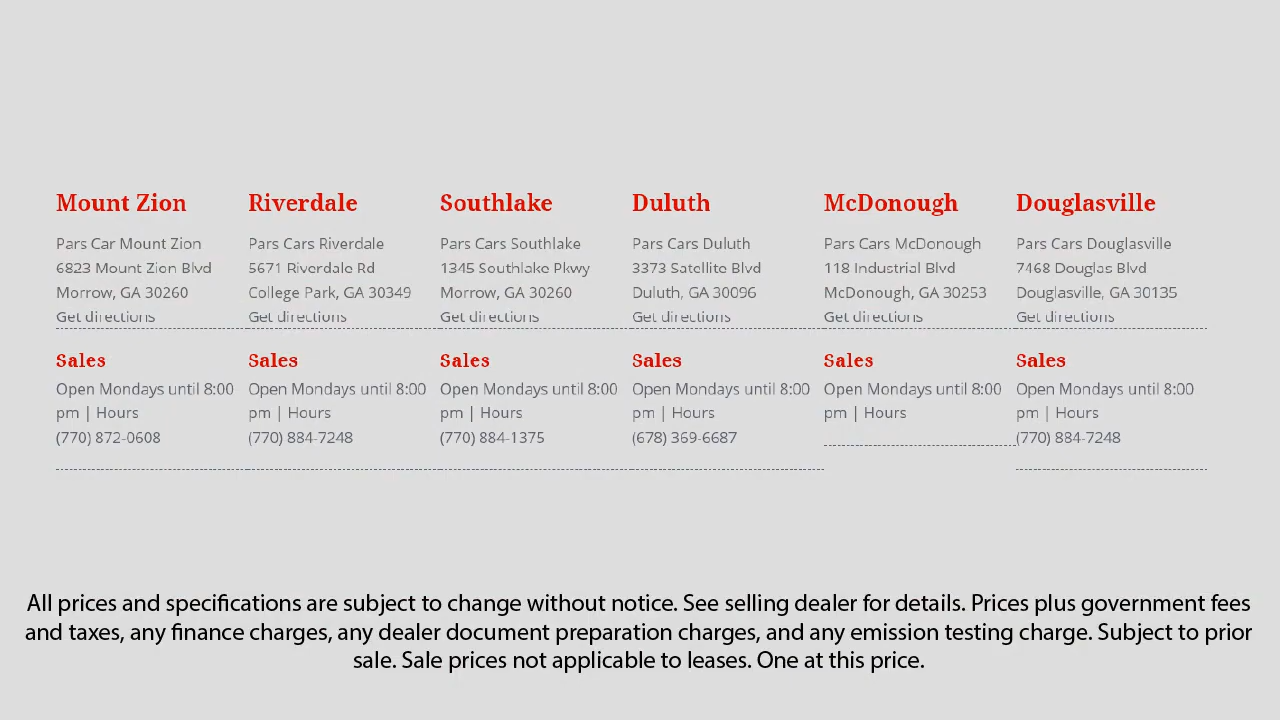 Mount Zion
Pars Car Mount Zion
6823 Mount Zion Blvd
Morrow, GA 30260
Get directions
Sales
Open Mondays until 8:00
pm | Hours
(770) 872-0608
Riverdale
Pars Cars Riverdale
5671 Riverdale Rd
College Park, GA 30349
Get directions
Sales
Open Mondays until 8:00
pm | Hours
(770) 884-7248
Southlake
Pars Cars Southlake
1345 Southlake Pkwy
Morrow, GA 30260
Get directions
Sales
Open Mondays until 8:00
pm | Hours
(770) 884-1375
Duluth
Pars Cars Duluth
3373 Satellite Blvd
Duluth, GA 30096
Get directions
Sales
Open Mondays until 8:00
pm | Hours
(678) 369-6687
McDonough
Pars Cars McDonough
118 Industrial Blvd
McDonough, GA 30253
Get directions
Sales
Open Mondays until 8:00
pm | Hours
Douglasville
Pars Cars Douglasville
7468 Douglas Blvd
Douglasville, GA 30135
Get directions
Sales
Open Mondays until 8:00
pm | Hours
(770) 884-7248
All prices and specifications are subject to change without notice. See selling dealer for details. Prices plus government fees
and taxes, any finance charges, any dealer document preparation charges, and any emission testing charge. Subject to prior
sale. Sale prices not applicable to leases. One at this price.